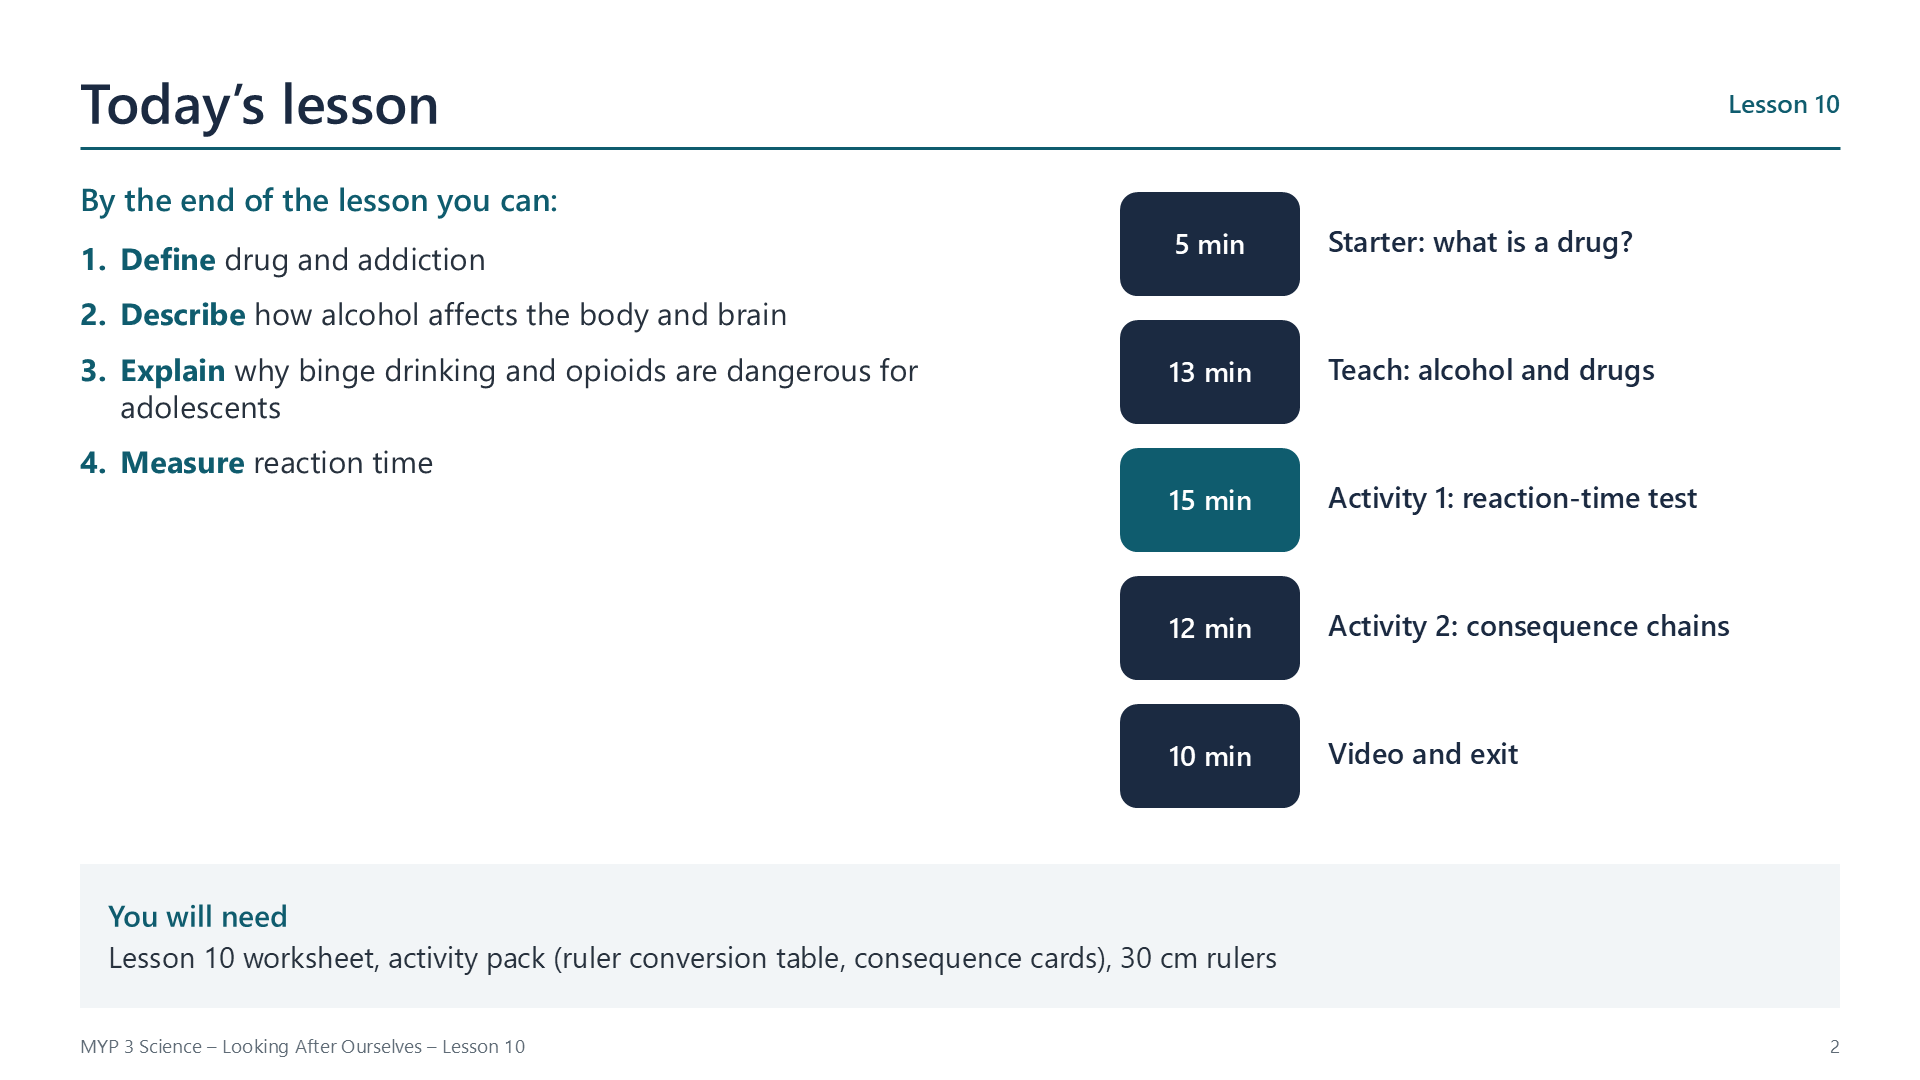 Today’s lesson
Lesson 10
By the end of the lesson you can:
1. Define drug and addiction
2. Describe how alcohol affects the body and brain
3. Explain why binge drinking and opioids are dangerous for
adolescents
4. Measure reaction time
5 min
Starter: what is a drug?
13 min
Teach: alcohol and drugs
15 min
Activity 1: reaction-time test
12 min
Activity 2: consequence chains
10 min
Video and exit
You will need
Lesson 10 worksheet, activity pack (ruler conversion table, consequence cards), 30 cm rulers
MYP 3 Science – Looking After Ourselves – Lesson 10
2